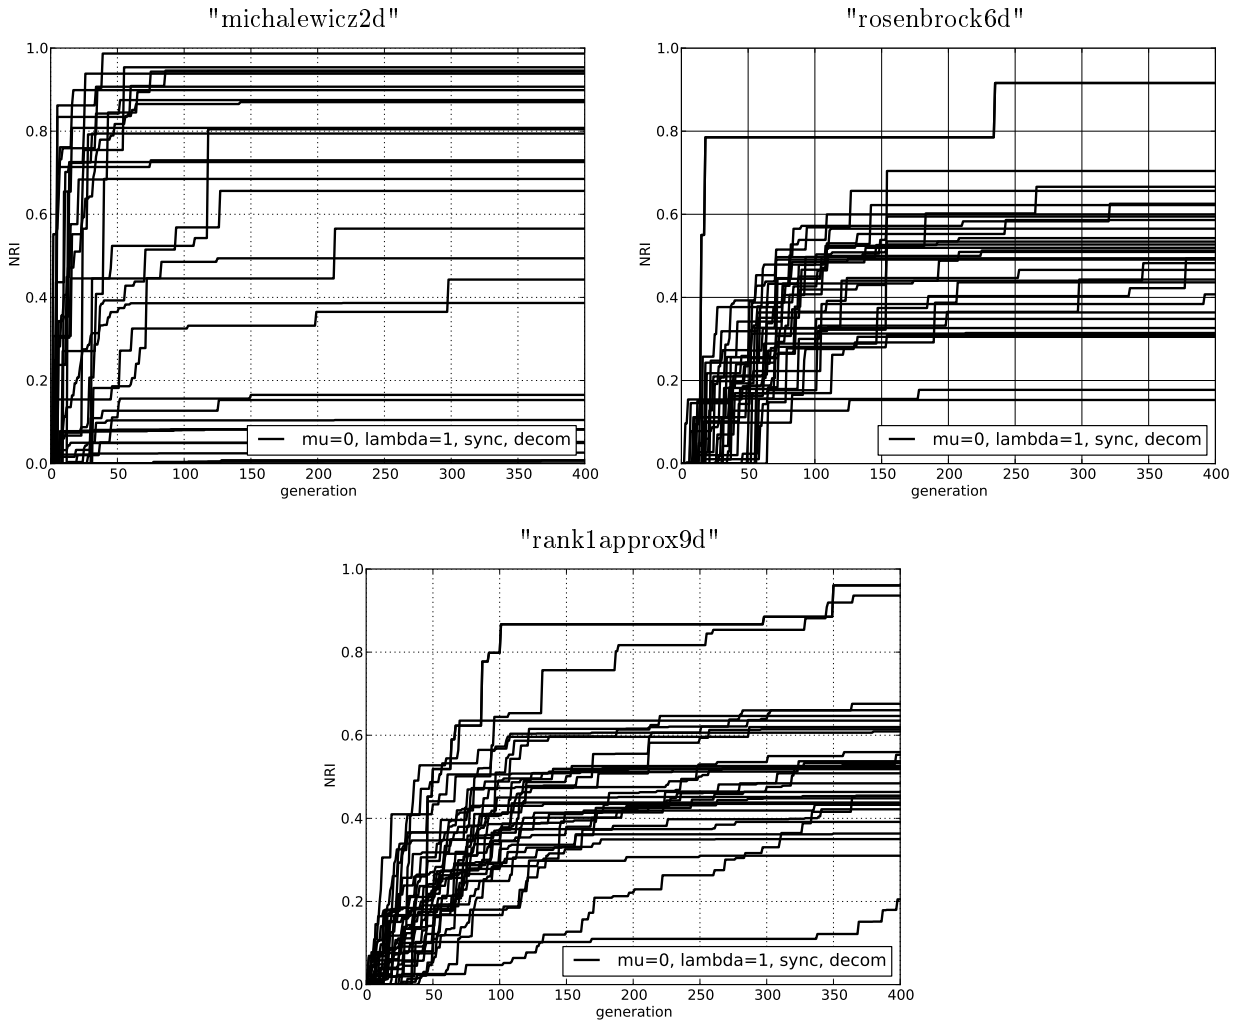 "michalewicz2d"
1.0
0.8
0.6
0.4
0.2
0.0
NRI
0 50 100 150 200 250 300 350 400
generation
mu=0, lambda=1, sync, decom
"rosenbrock6d"
1.0
0.8
0.6
0.4
0.2
0.0
NRI
0 50 100 150 200 250 300 350 400
generation
mu=0, lambda=1, sync, decom
"rank1approx9d"
1.0
0.8
0.6
0.4
0.2
0.0
NRI
0 50 100 150 200 250 300 350 400
generation
mu=0, lambda=1, sync, decom